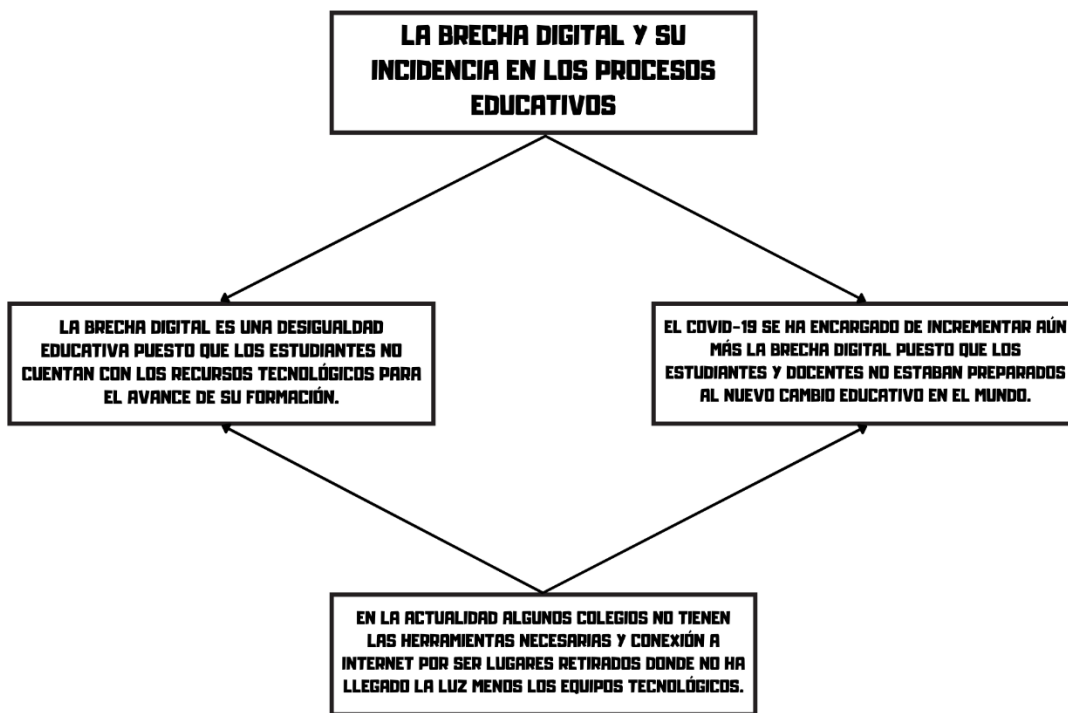 LA BRECHA DIGITAL Y SU
INCIDENCIA EN LOS PROCESOS
EDUCATIVOS
LA BRECHA DIGITAL ES UNA DESIGUALDAD
EDUCATIVA PUESTO QUE LOS ESTUDIANTES NO
CUENTAN CON LOS RECURSOS TECNOLÓGICOS PARA
EL AVANCE DE SU FORMACIÓN.
EL COVID-19 SE HA ENCARGADO DE INCREMENTAR AÚN
MÁS LA BRECHA DIGITAL PUESTO QUE LOS
ESTUDIANTES Y DOCENTES NO ESTABAN PREPARADOS
AL NUEVO CAMBIO EDUCATIVO EN EL MUNDO.
EN LA ACTUALIDAD ALGUNOS COLEGIOS NO TIENEN
LAS HERRAMIENTAS NECESARIAS Y CONEXIÓN A
INTERNET POR SER LUGARES RETIRADOS DONDE NO HA
LLEGADO LA LUZ MENOS LOS EQUIPOS TECNOLÓGICOS.